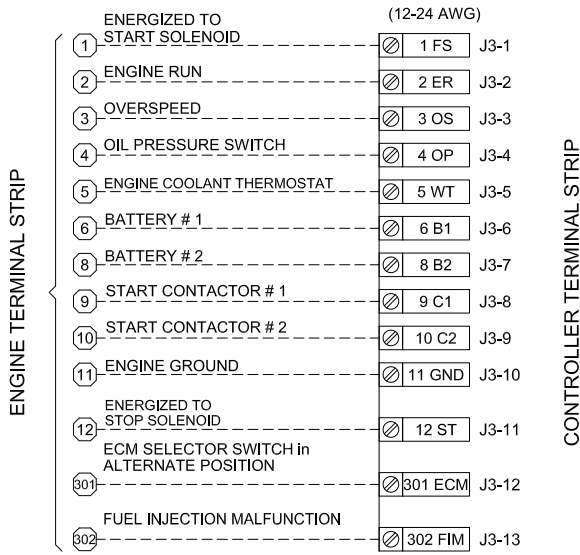 (12-24 AWG)
ENERGIZED TO
START SOLENOID
1 1 FS J3-1
ENGINE RUN
2 2 ER J3-2
OVERSPEED
3 3 OS J3-3
OIL PRESSURE SWITCH
4 4 OP J3-4
ENGINE COOLANT THERMOSTAT
5 5 WT J3-5
BATTERY # 1
6 6 B1 J3-6
BATTERY # 2
8 8 B2 J3-7
START CONTACTOR # 1
9 9 C1 J3-8
START CONTACTOR # 2
10 10 C2 J3-9
ENGINE GROUND
11 11 GND J3-10
ENERGIZED TO
STOP SOLENOID
12 12 ST J3-11
ECM SELECTOR SWITCH in
ALTERNATE POSITION
301 301 ECM J3-12
FUEL INJECTION MALFUNCTION
302 302 FIM J3-13
ENGINE TERMINAL STRIP
CONTROLLER TERMINAL STRIP